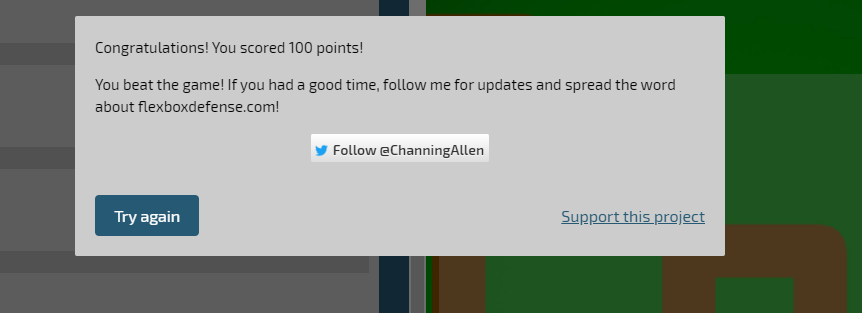 Congratulations! You scored 100 points!
You beat the game! If you had a good time, follow me for updates and spread the word
about flexboxdefense.com!
Follow @ChanningAllen
Try again
Support this project